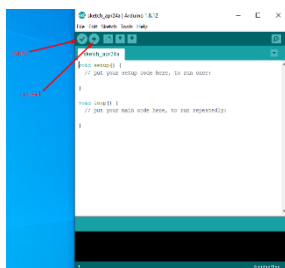 sketch_apr24a | Arduino 1.8.12
File Edit Sketch Tools Help
sketch_apr24a
void setup() {
// put your setup code here, to run once:
}
void loop() {
// put your main code here, to run repeatedly:
}